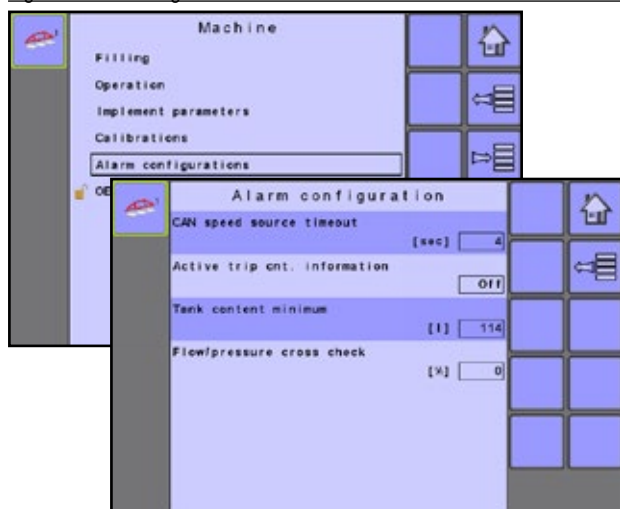 Machine
Filling
Operation
Implement parameters
Calibrations
Alarm configurations
OE
Alarm configuration
CAN speed source timeout
[sec] 4
Active trip cnt. information
Off
Tank content minimum
[l] 114
Flow/pressure cross check
[%] 0